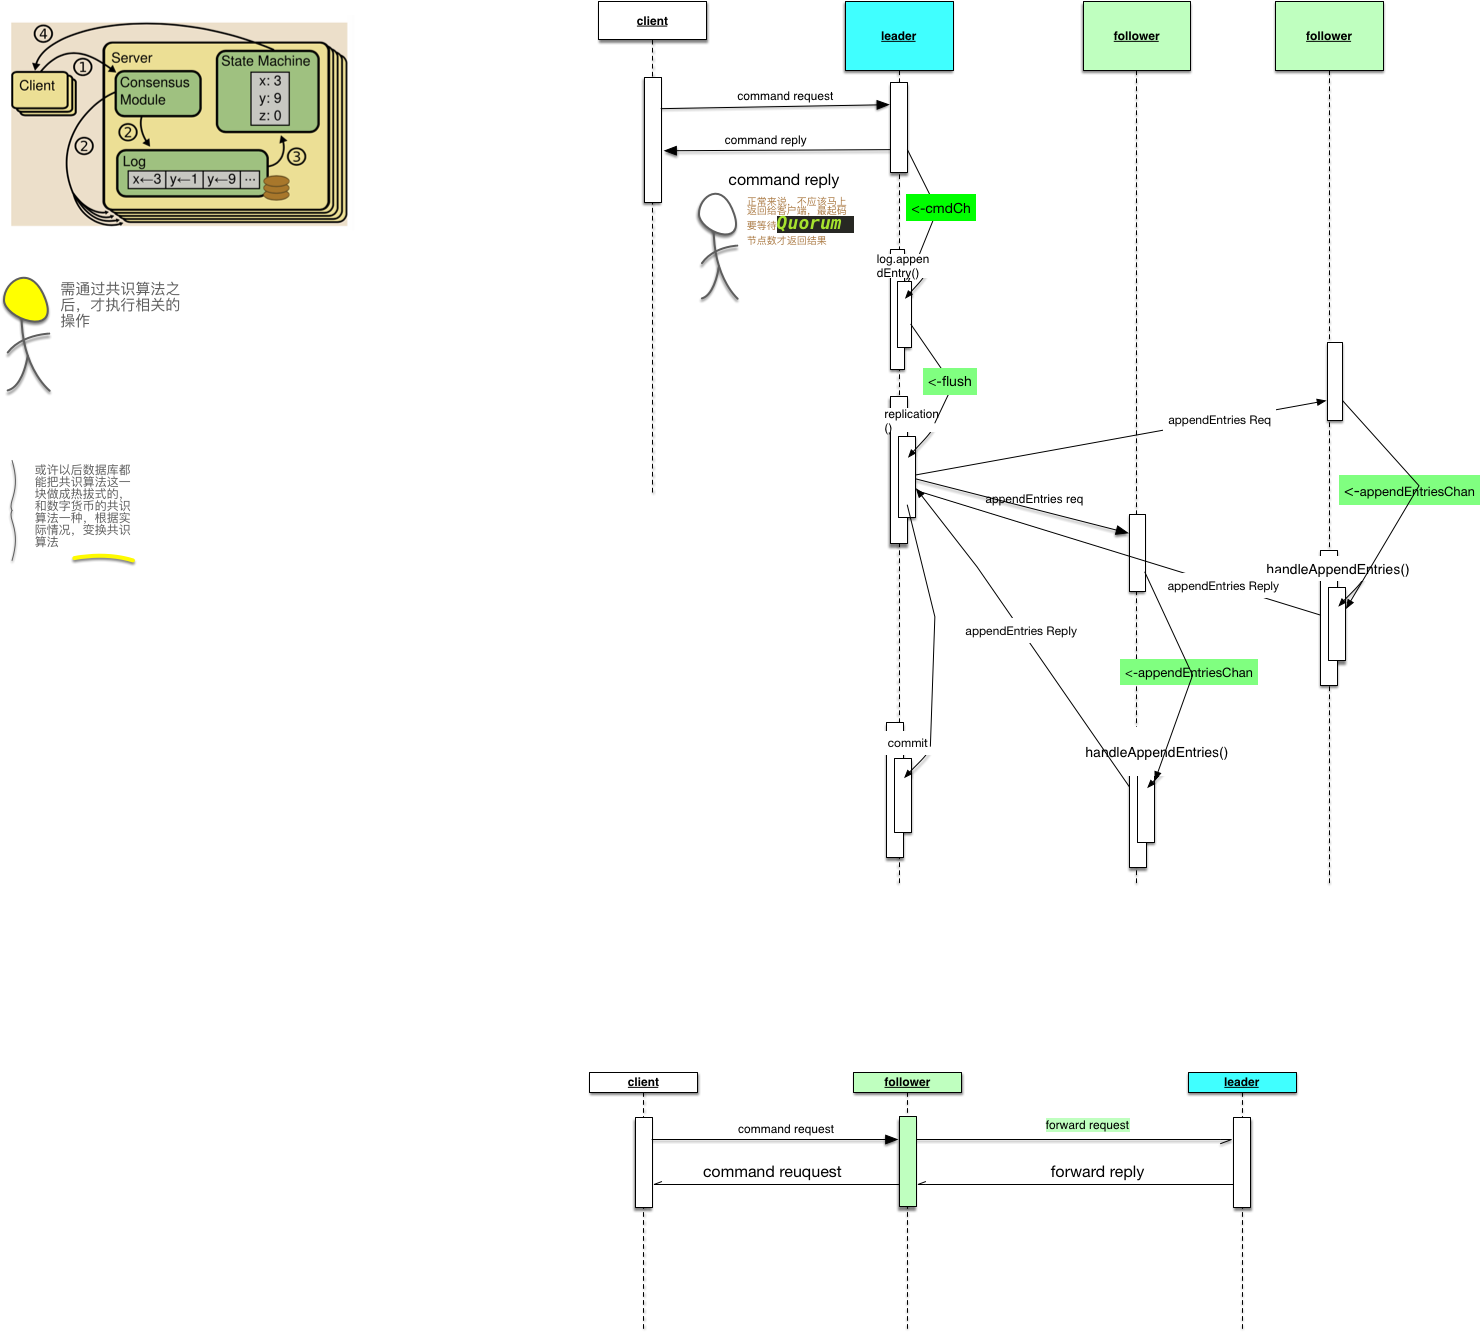 ④
①
Client
Server
Consensus
Module
State Machine
x: 3
y: 9
z: 0
②
②
③
Log
x←3 y←1 y←9 ...
需通过共识算法之
后，才执行相关的
操作
或许以后数据库都
能把共识算法这一
块做成热拔式的，
和数字货币的共识
算法一种，根据实
际情况，变换共识
算法
client
leader
follower
follower
command request
command reply
command reply
正常来说，不应该马上
返回给客户端，最起码
要等待Quorum
节点数才返回结果
<-cmdCh
log.appen
dEntry()
<-flush
replication
()
appendEntries Req
appendEntries req
<-appendEntriesChan
handleAppendEntries()
appendEntries Reply
appendEntries Reply
<-appendEntriesChan
commit
handleAppendEntries()
client
follower
leader
command request
forward request
command reuquest
forward reply